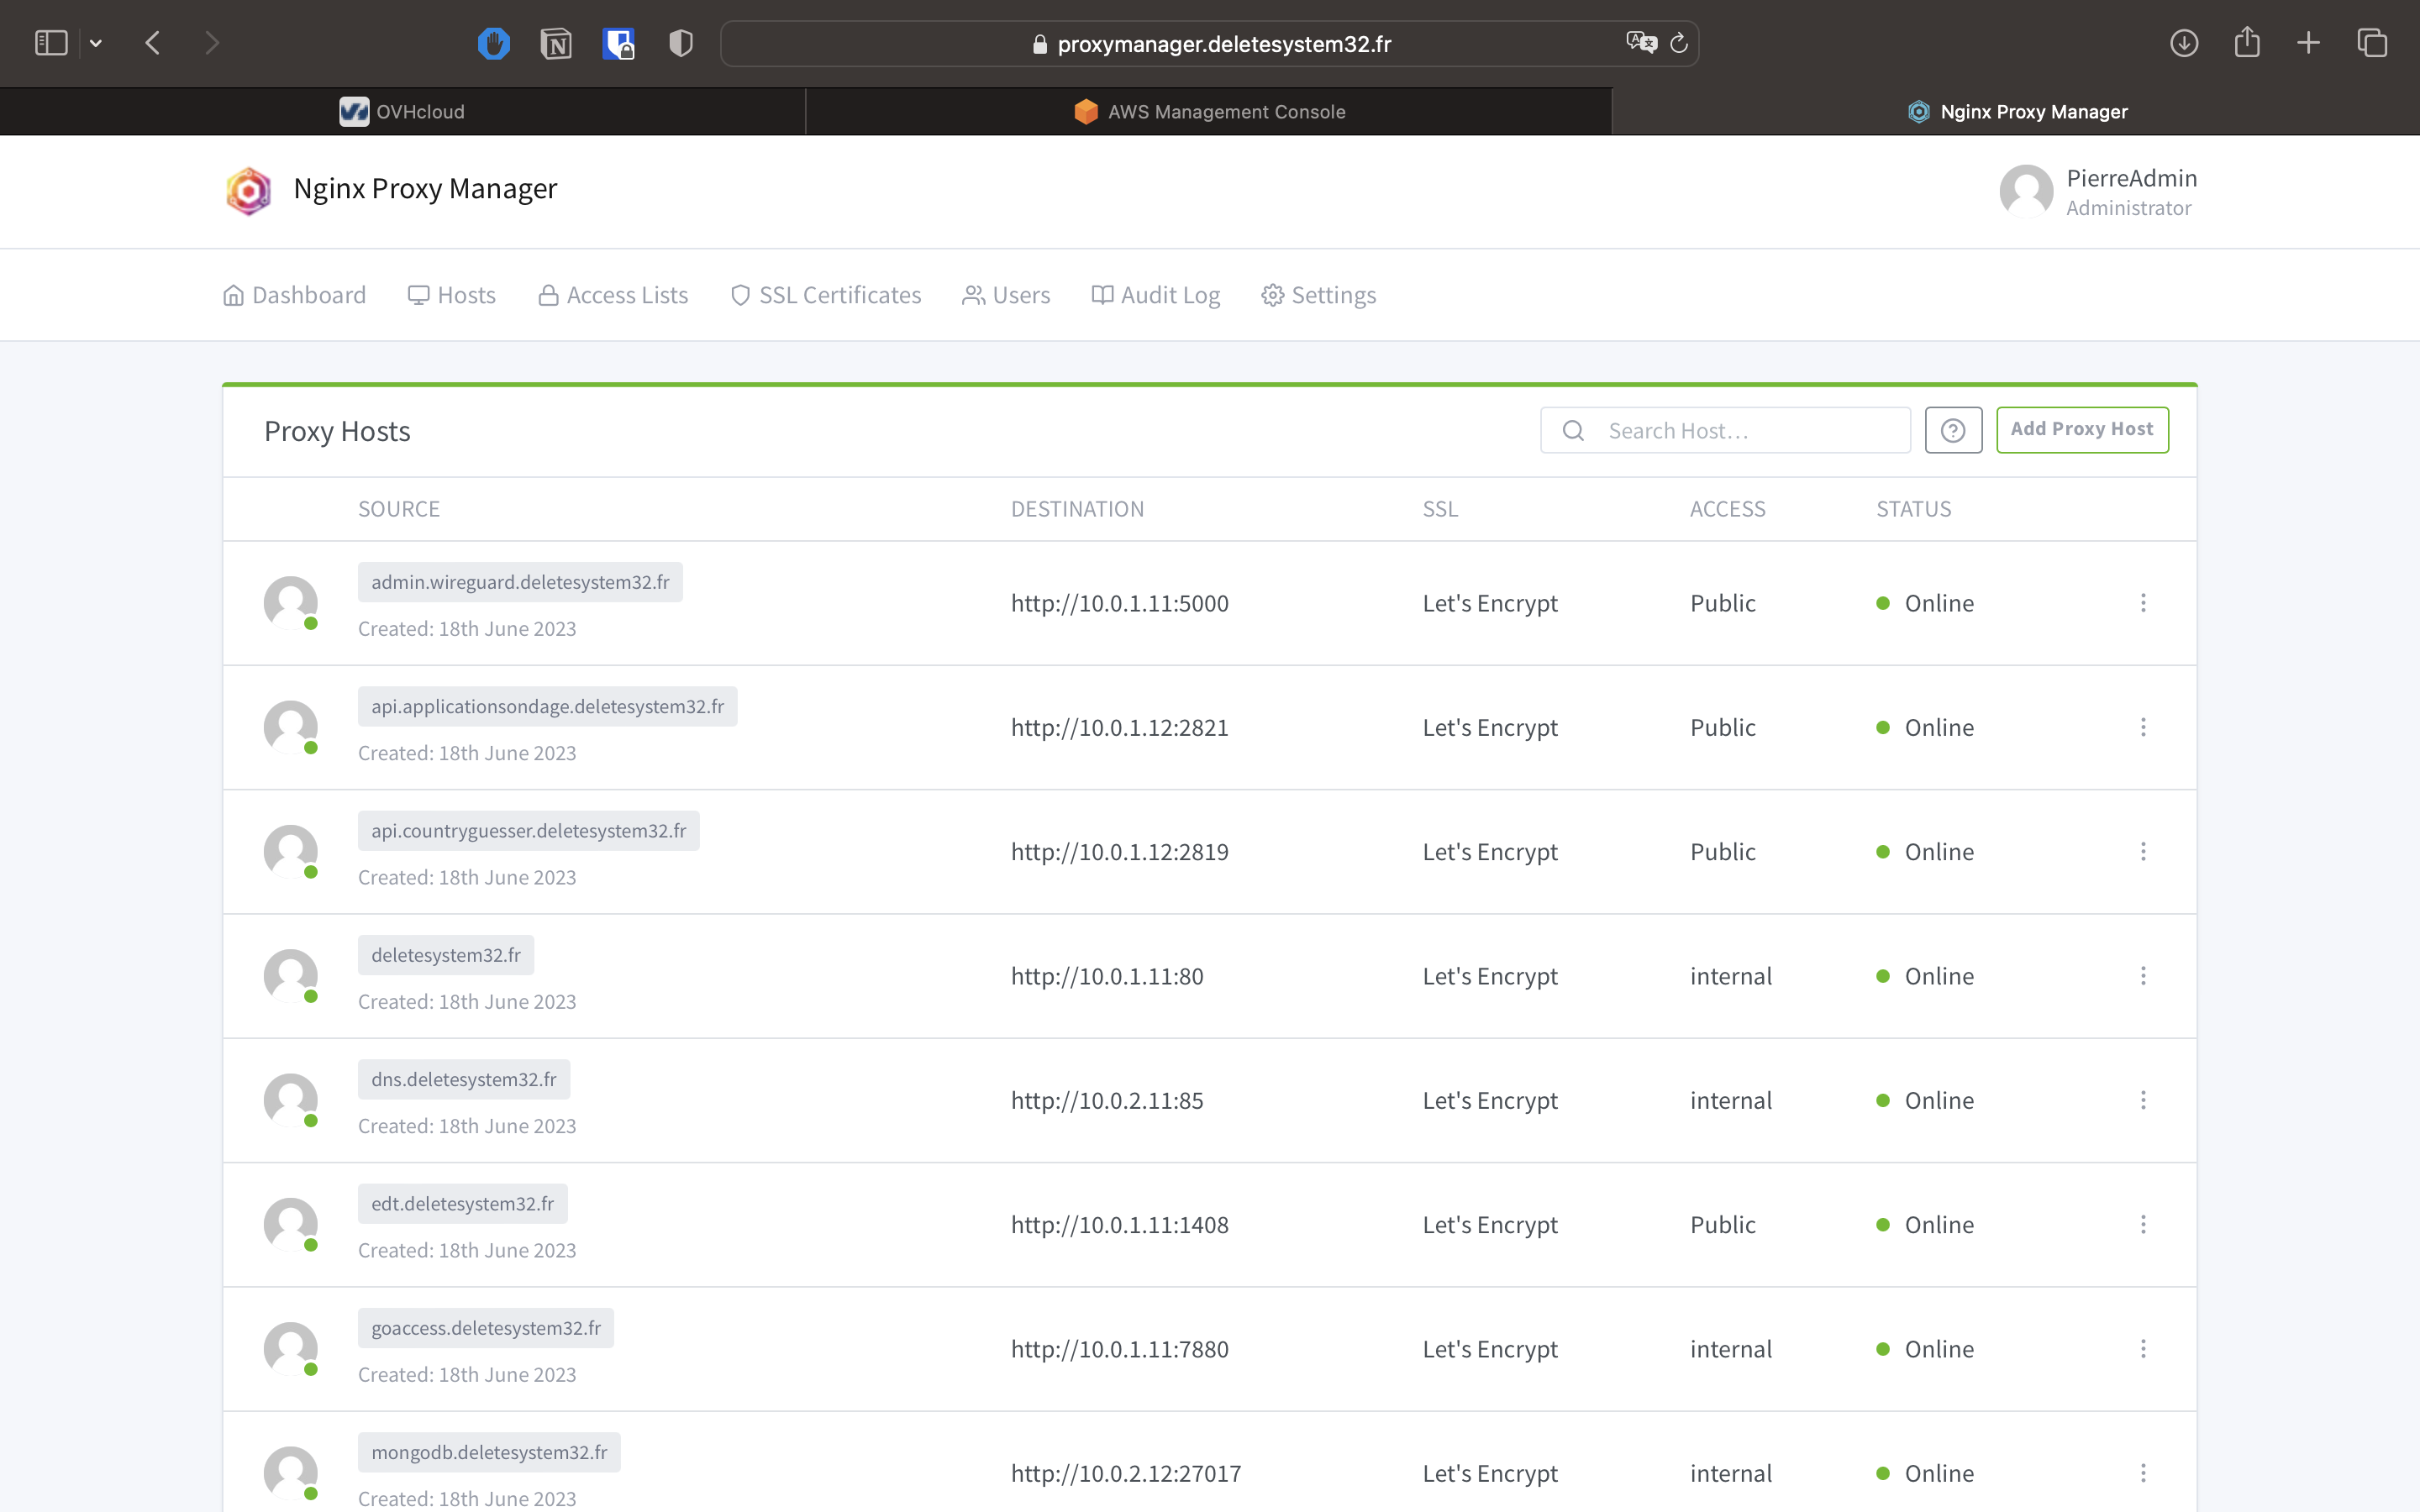 proxymanager.deletesystem32.fr
OVHcloud
AWS Management Console
Nginx Proxy Manager
Nginx Proxy Manager
PierreAdmin
Administrator
Dashboard Hosts Access Lists SSL Certificates Users Audit Log Settings
Proxy Hosts
Search Host…
Add Proxy Host
SOURCE DESTINATION SSL ACCESS STATUS
admin.wireguard.deletesystem32.fr
Created: 18th June 2023
http://10.0.1.11:5000 Let's Encrypt Public Online
api.applicationsondage.deletesystem32.fr
Created: 18th June 2023
http://10.0.1.12:2821 Let's Encrypt Public Online
api.countryguesser.deletesystem32.fr
Created: 18th June 2023
http://10.0.1.12:2819 Let's Encrypt Public Online
deletesystem32.fr
Created: 18th June 2023
http://10.0.1.11:80 Let's Encrypt internal Online
dns.deletesystem32.fr
Created: 18th June 2023
http://10.0.2.11:85 Let's Encrypt internal Online
edt.deletesystem32.fr
Created: 18th June 2023
http://10.0.1.11:1408 Let's Encrypt Public Online
goaccess.deletesystem32.fr
Created: 18th June 2023
http://10.0.1.11:7880 Let's Encrypt internal Online
mongodb.deletesystem32.fr
Created: 18th June 2023
http://10.0.2.12:27017 Let's Encrypt internal Online